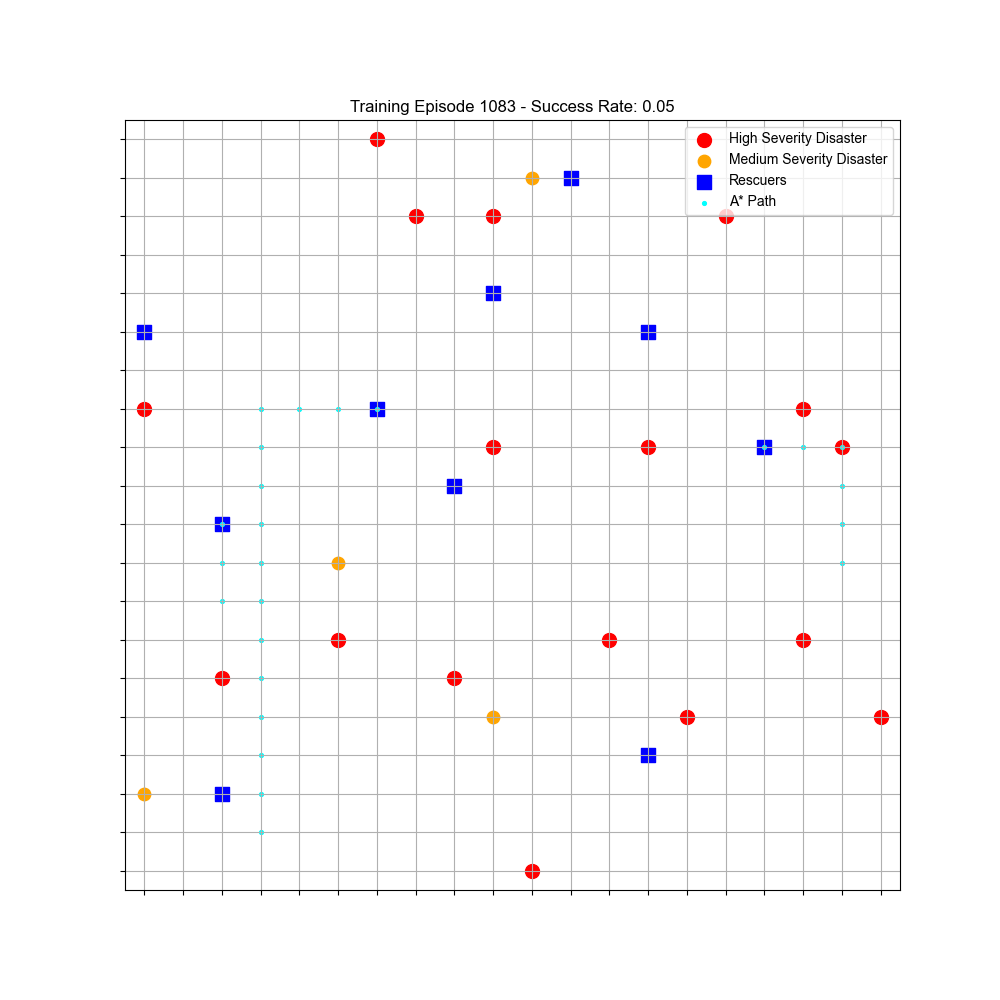 Training Episode 1083 - Success Rate: 0.05
High Severity Disaster
Medium Severity Disaster
Rescuers
A* Path